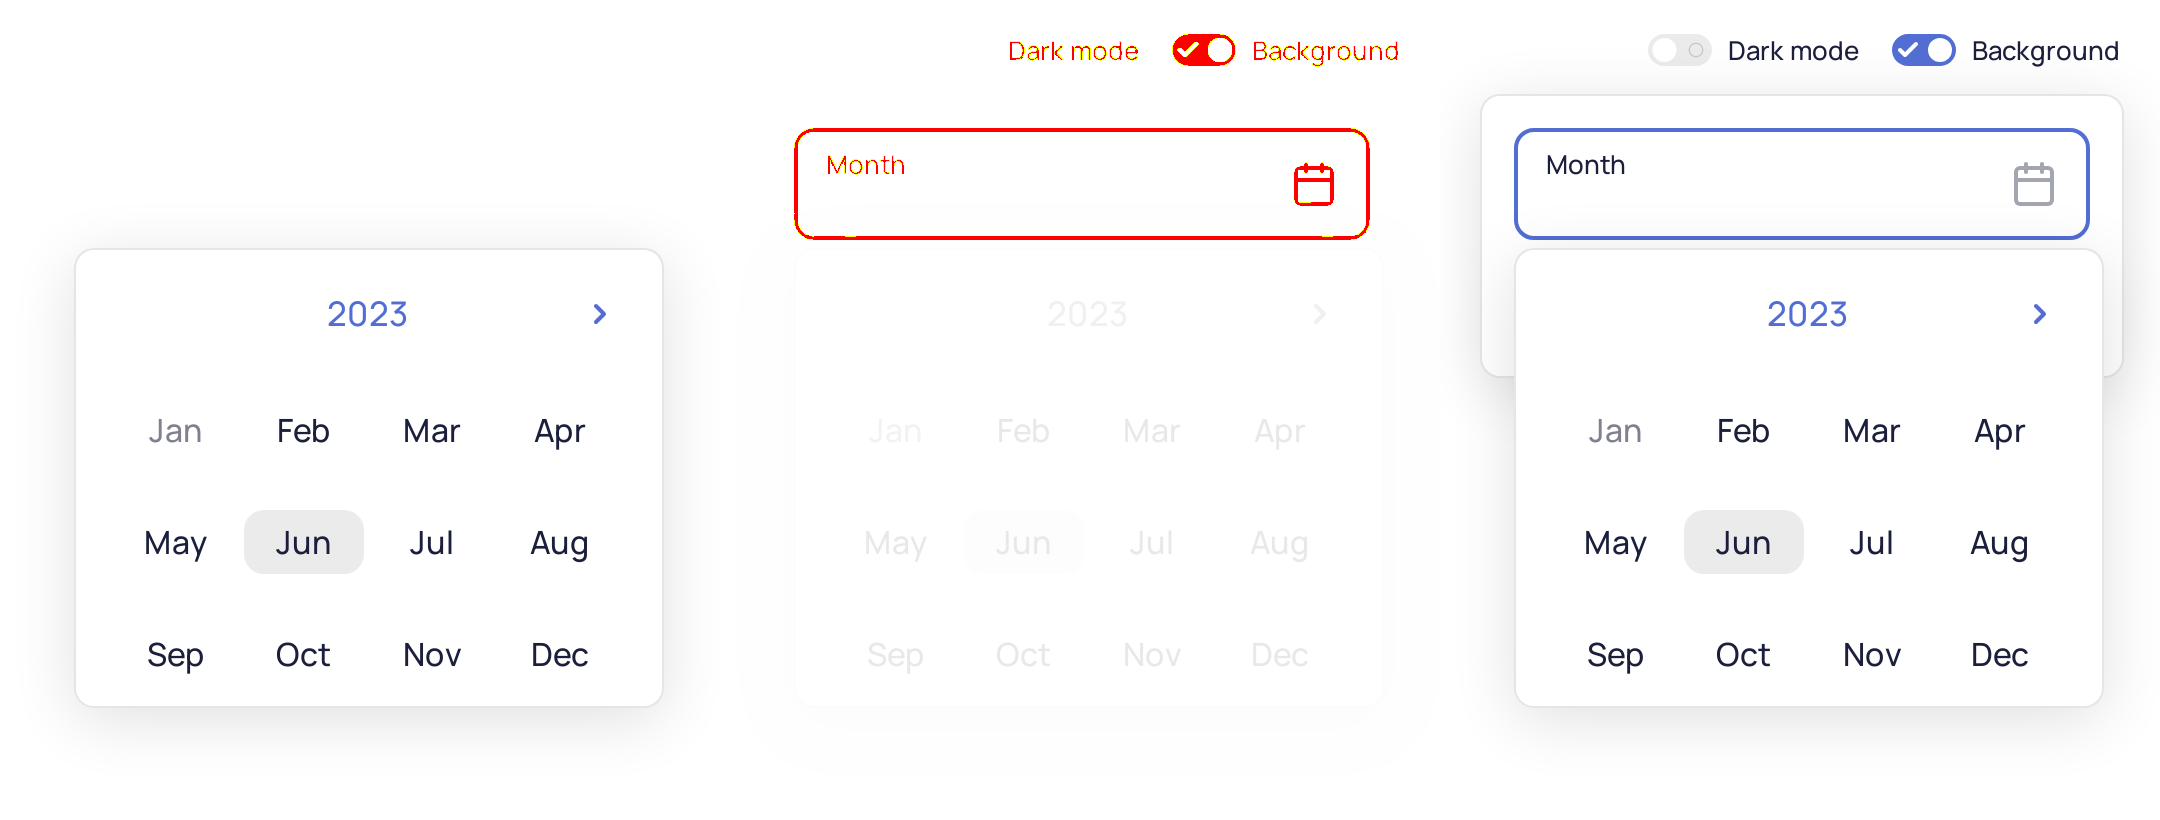 Dark mode Background Dark mode Background
Month Month
2023 2023 2023
Jan Feb Mar Apr Jan Feb Mar Apr Jan Feb Mar Apr
May Jun Jul Aug May Jun Jul Aug May Jun Jul Aug
Sep Oct Nov Dec Sep Oct Nov Dec Sep Oct Nov Dec